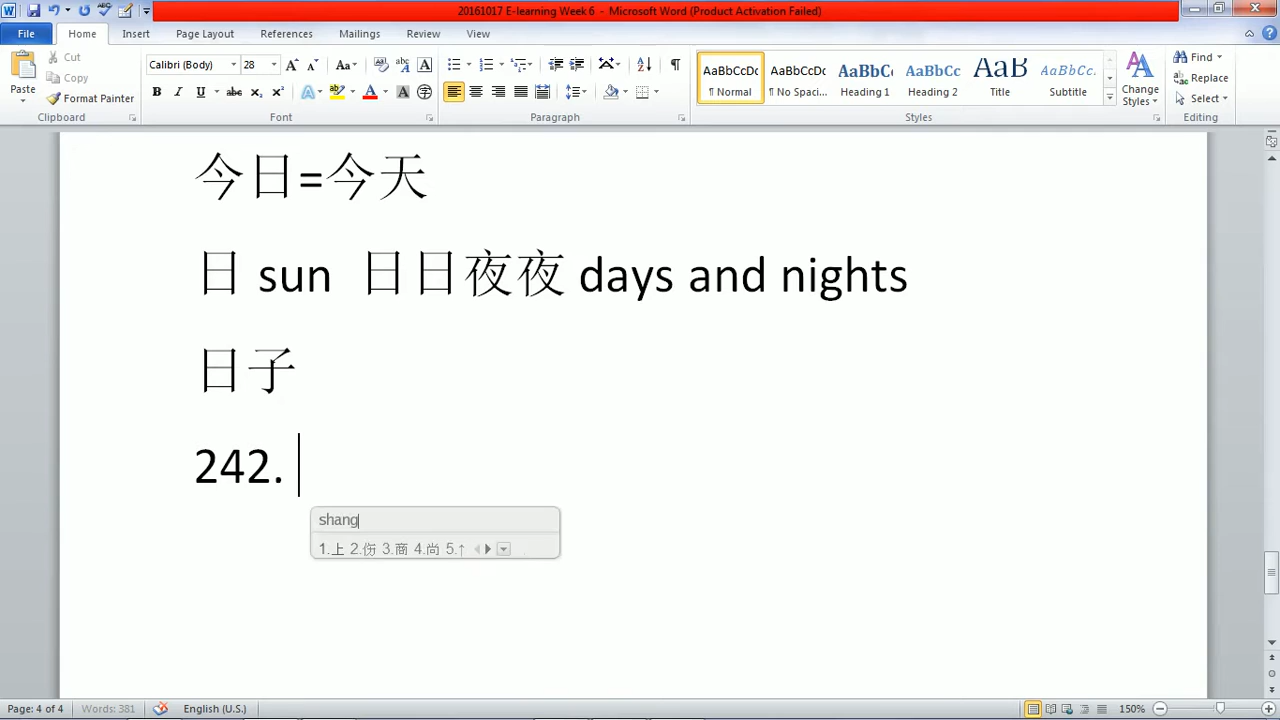 20161017 E-learning Week 6 - Microsoft Word (Product Activation Failed)
File Home Insert Page Layout References Mailings Review View
Paste Cut Copy Format Painter Clipboard
Calibri (Body) 28 Font
Paragraph
AaBbCcDc ¶ Normal AaBbCcDc ¶ No Spaci... AaBbCc Heading 1 AaBbCc Heading 2 AaB Title AaBbCc. Subtitle Change Styles Styles
Find Replace Select Editing
今日=今天
日 sun 日日夜夜 days and nights
日子
242.
shang
1.上 2.伤 3.商 4.尚 5.↑
Page: 4 of 4 Words: 381 English (U.S.) 150%